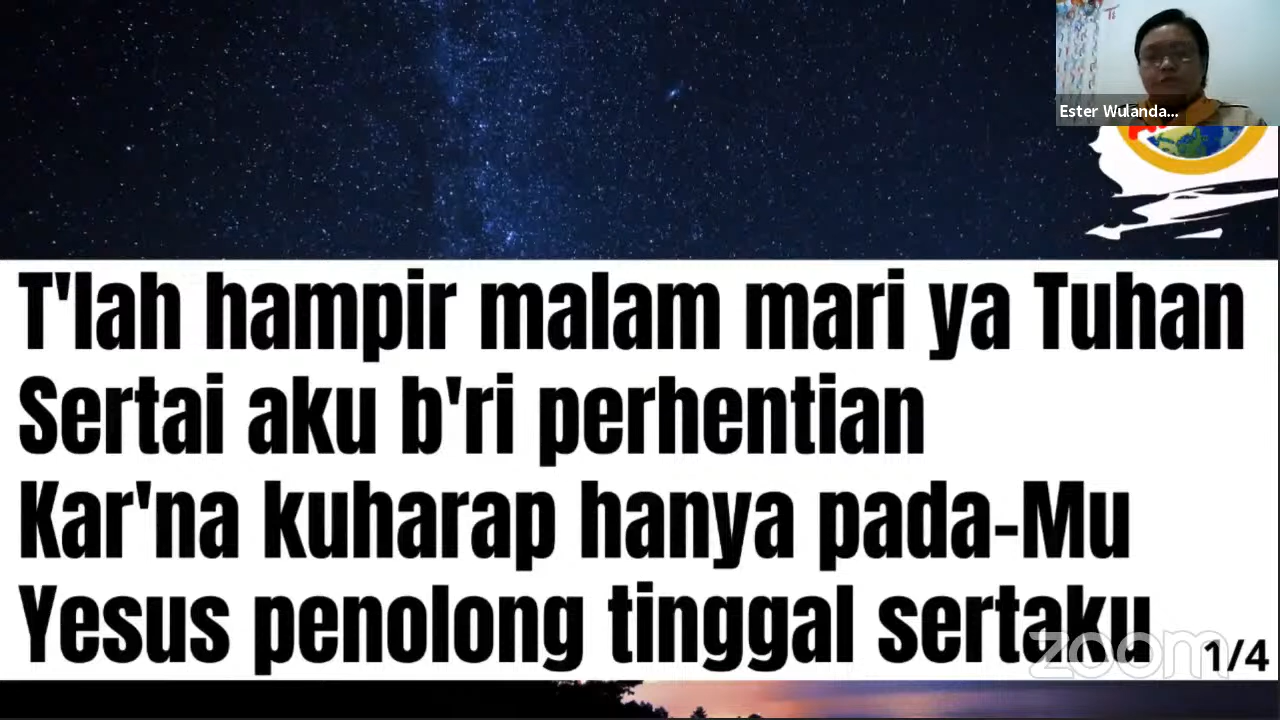 Ester Wulanda...
T'lah hampir malam mari ya Tuhan
Sertai aku b'ri perhentian
Kar'na kuharap hanya pada-Mu
Yesus penolong tinggal sertaku
zoom
1/4